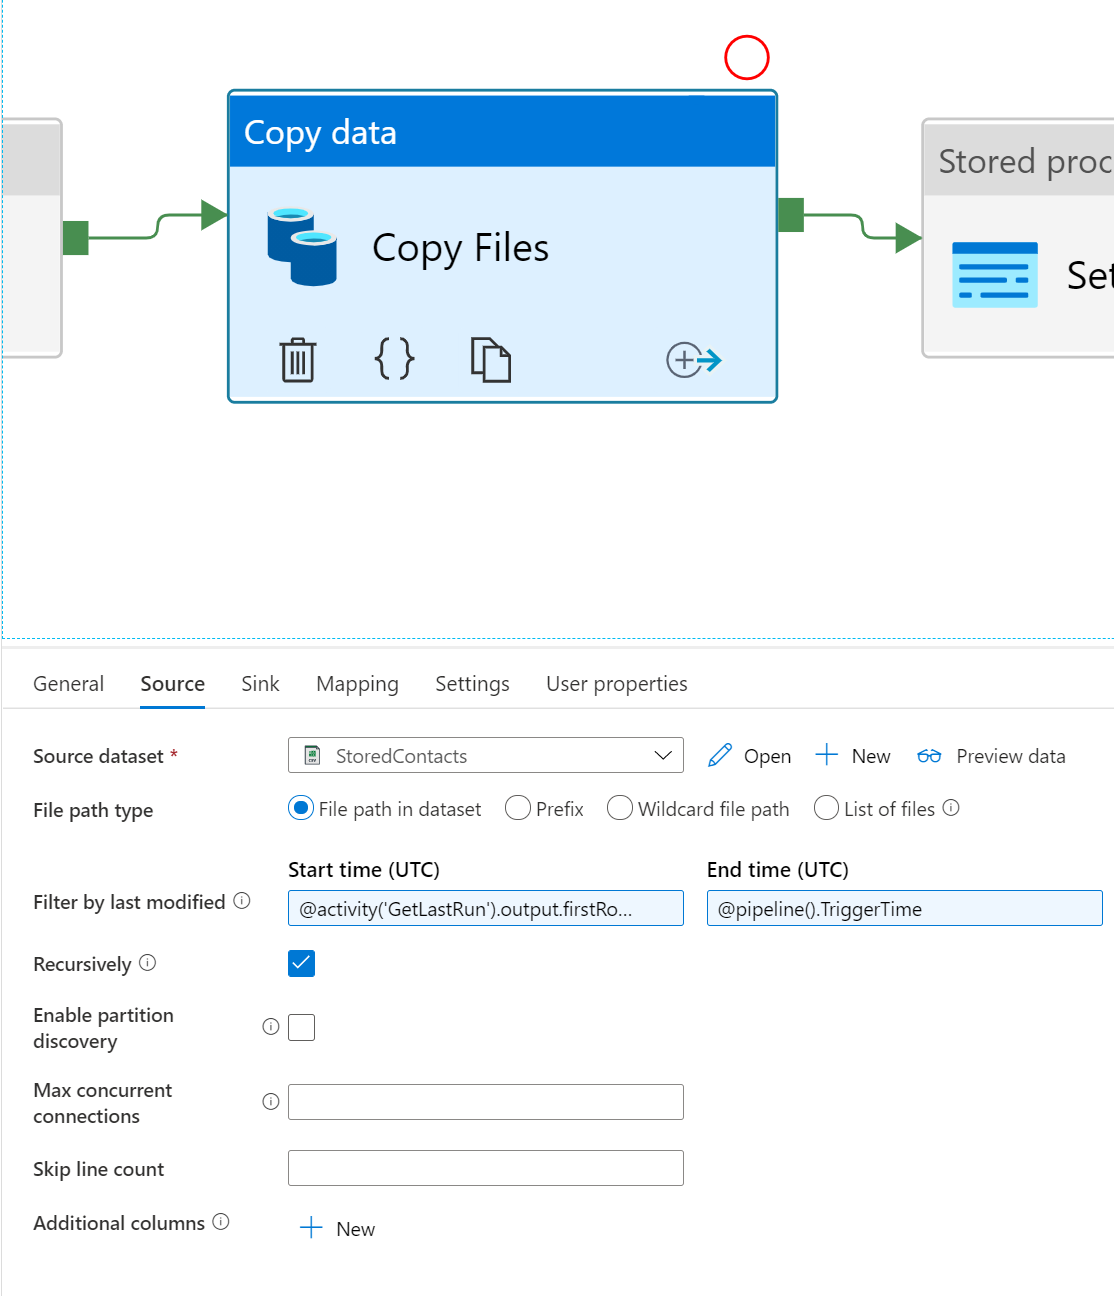 Copy data
Stored proc
Copy Files
Set
General Source Sink Mapping Settings User properties
Source dataset *
StoredContacts
Open New Preview data
File path type
File path in dataset Prefix Wildcard file path List of files
Start time (UTC) End time (UTC)
Filter by last modified
@activity('GetLastRun').output.firstRo... @pipeline().TriggerTime
Recursively
Enable partition
discovery
Max concurrent
connections
Skip line count
Additional columns
New